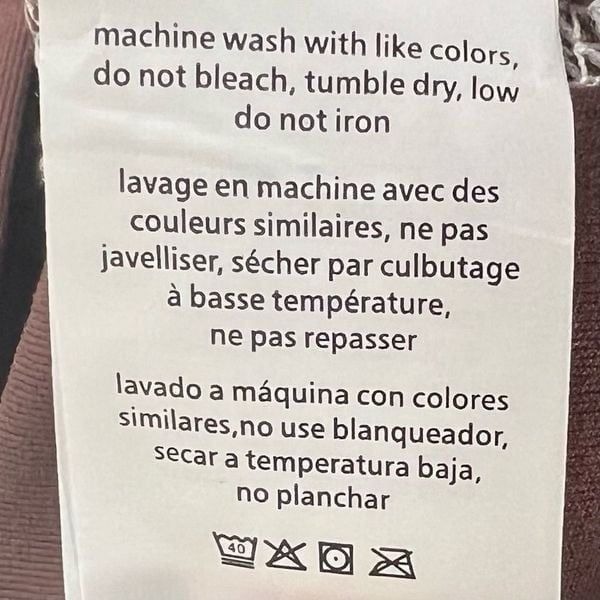 machine wash with like colors,
do not bleach, tumble dry, low
do not iron
lavage en machine avec des
couleurs similaires, ne pas
javelliser, sécher par culbutage
à basse température,
ne pas repasser
lavado a máquina con colores
similares,no use blanqueador,
secar a temperatura baja,
no planchar
40